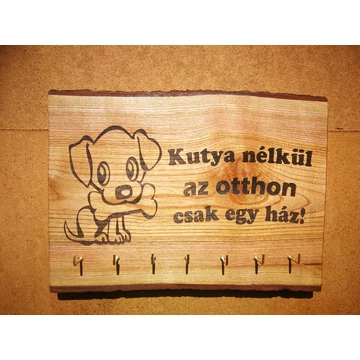 Kutya nélkül
az otthon
csak egy ház!